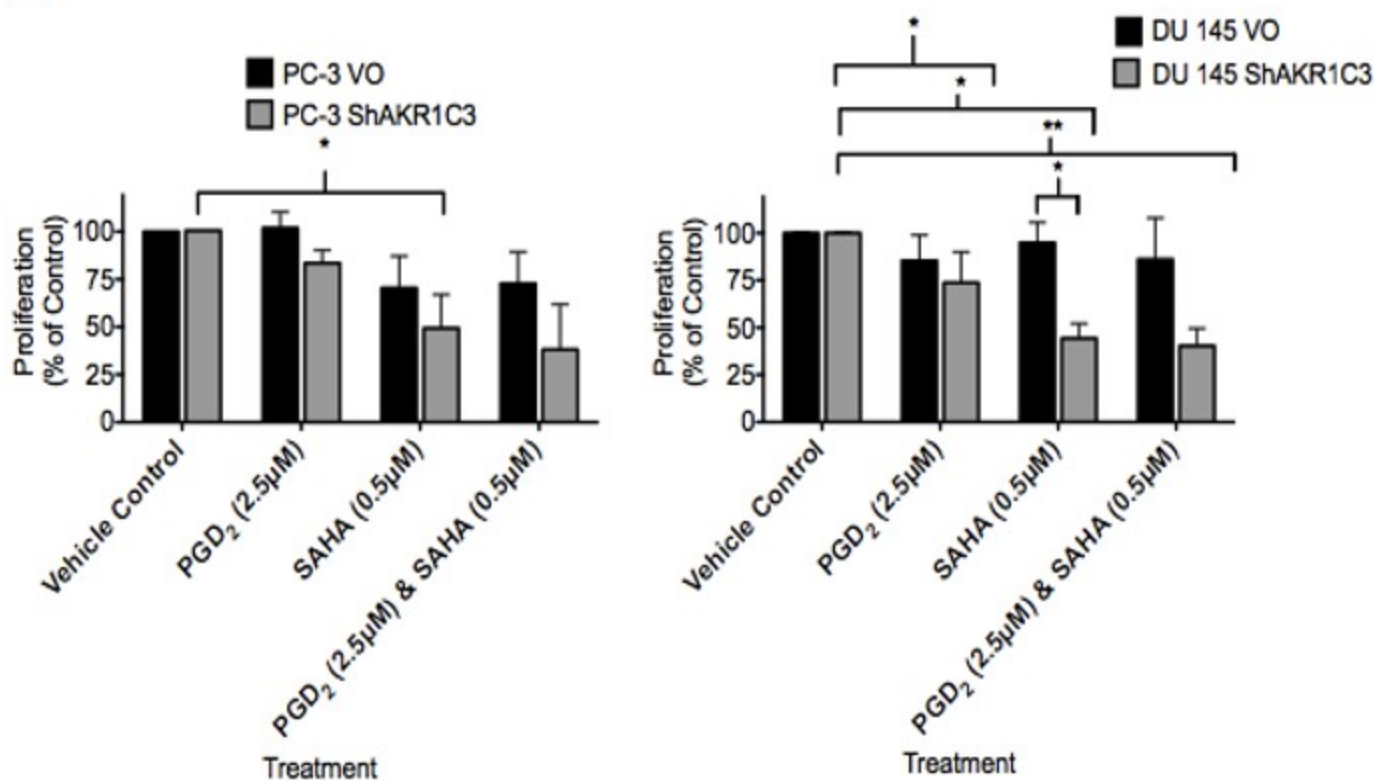 PC-3 VO
PC-3 ShAKR1C3
*
Proliferation
(% of Control)
100
75
50
25
0
Vehicle Control
PGD₂ (2.5µM)
SAHA (0.5µM)
PGD₂ (2.5µM) & SAHA (0.5µM)
Treatment
DU 145 VO
DU 145 ShAKR1C3
*
*
**
*
Proliferation
(% of Control)
100
75
50
25
0
Vehicle Control
PGD₂ (2.5µM)
SAHA (0.5µM)
PGD₂ (2.5µM) & SAHA (0.5µM)
Treatment